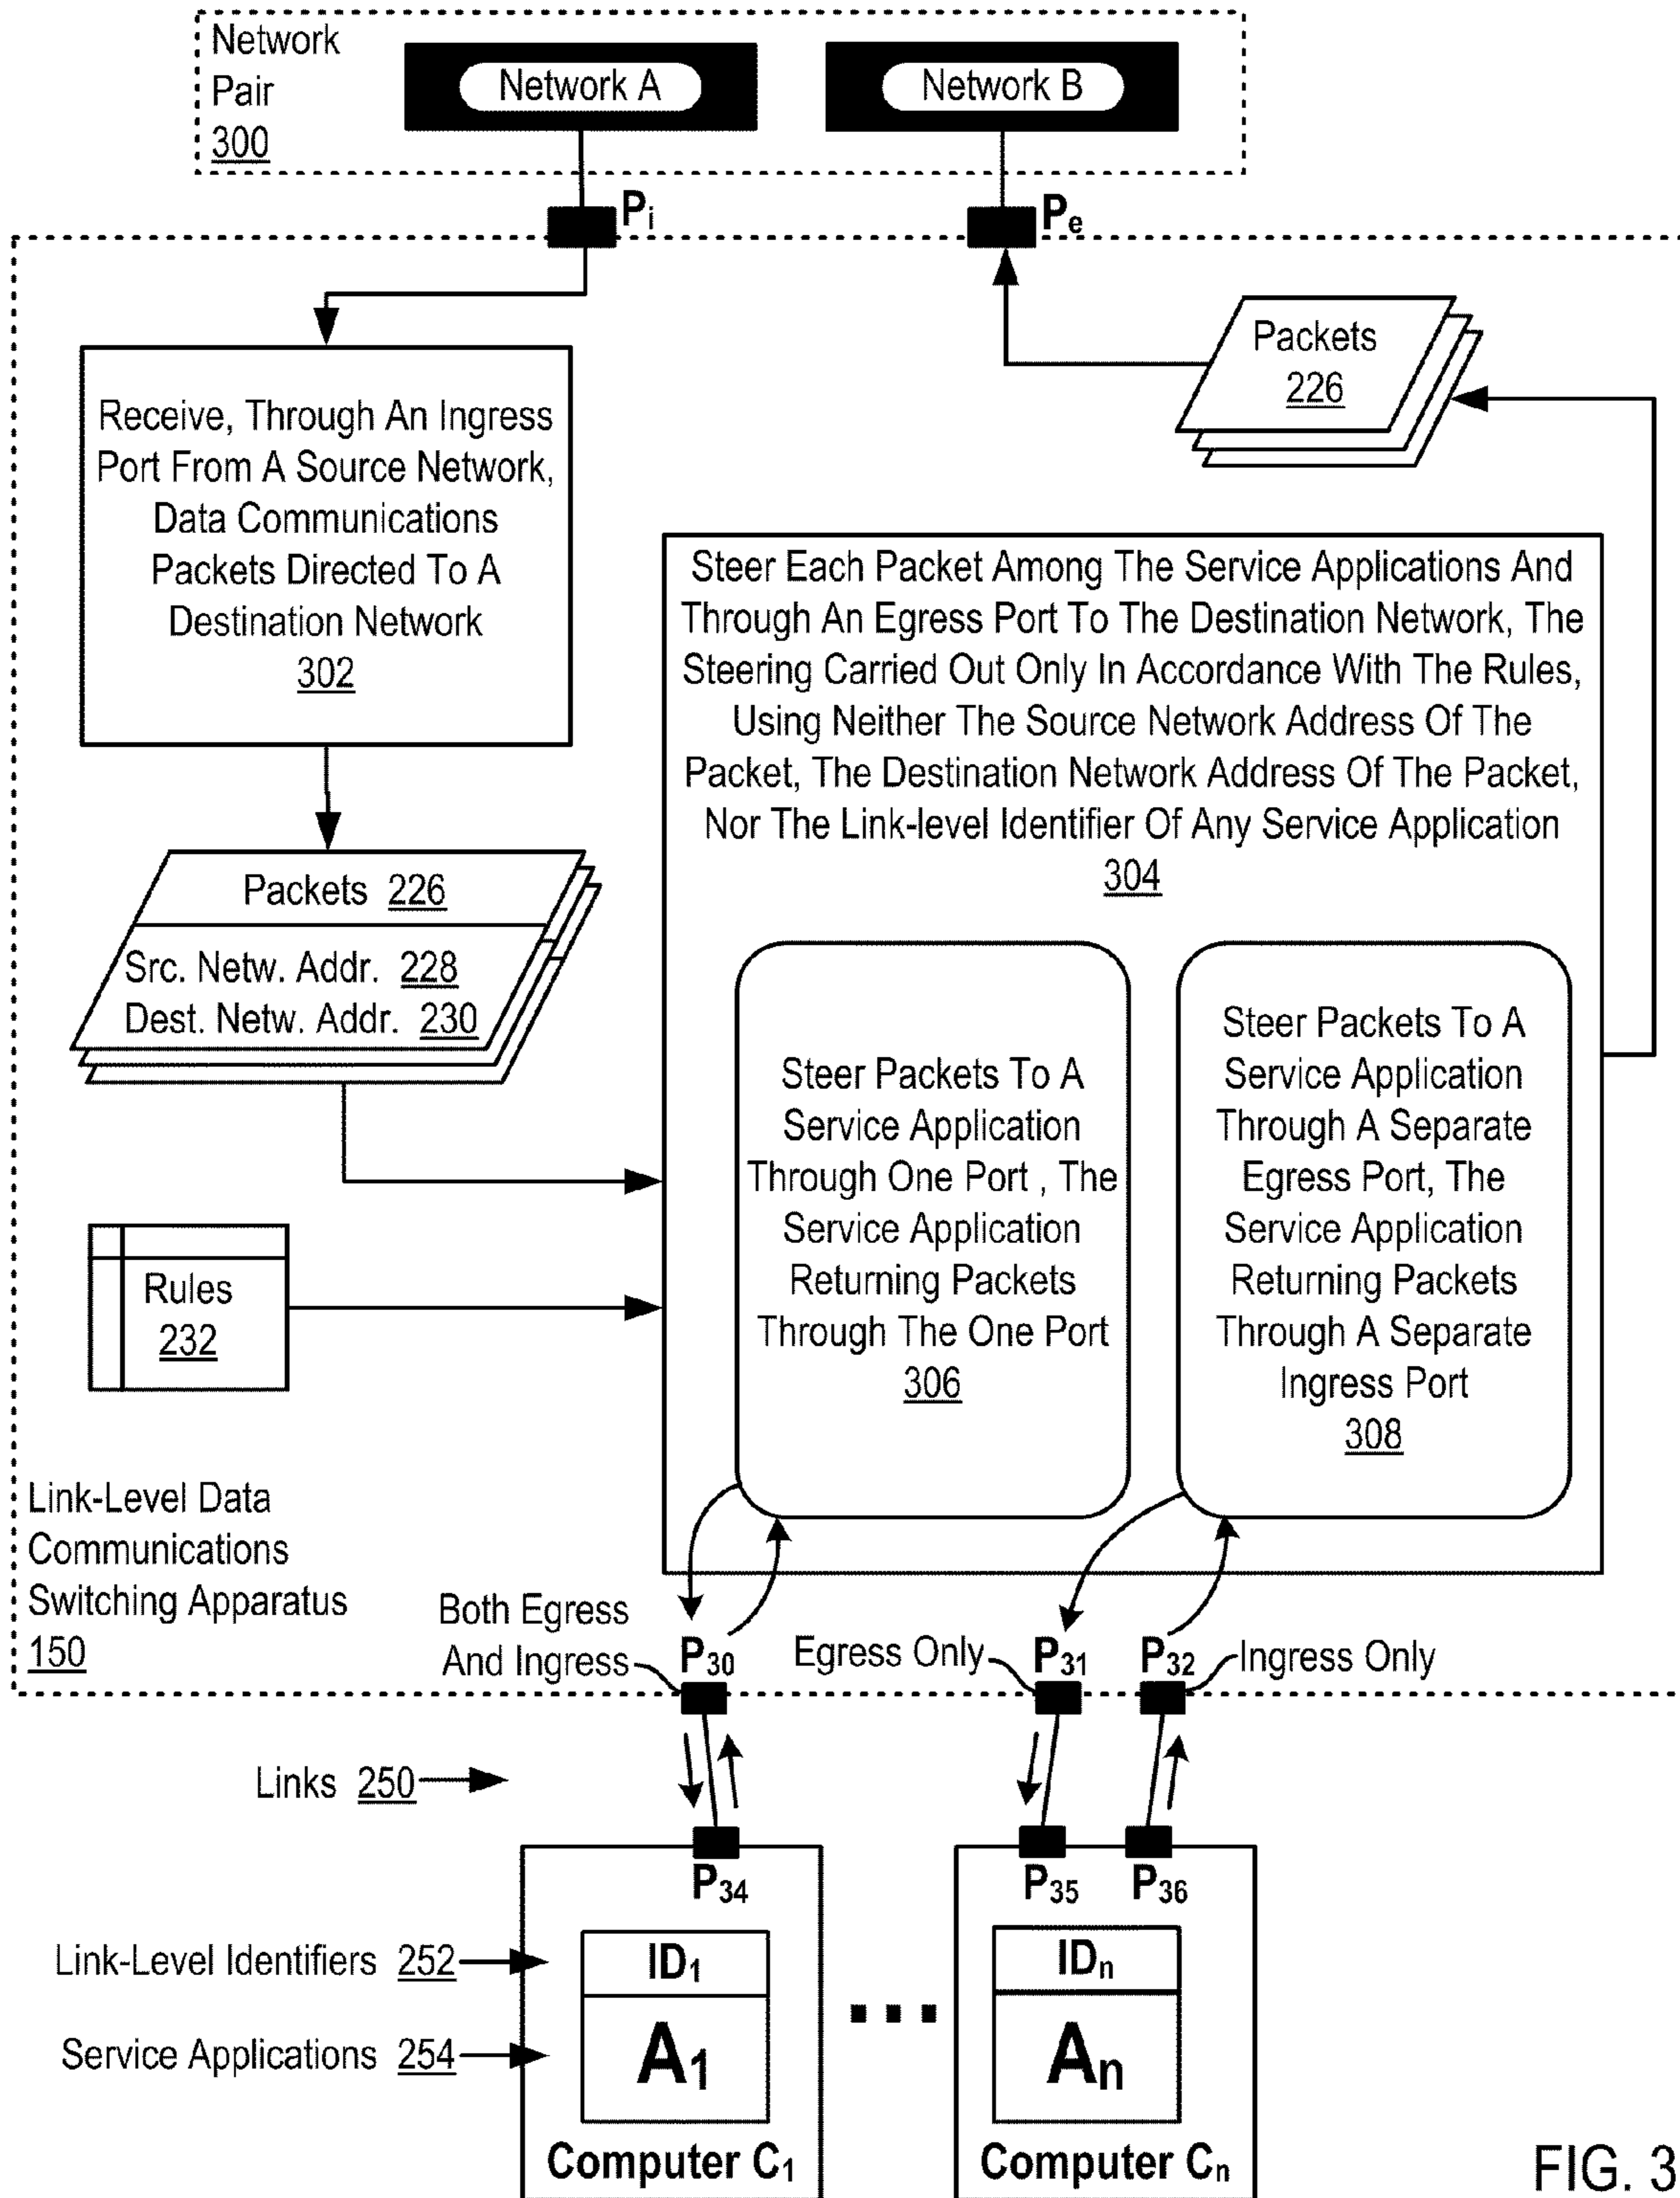 Network
Pair
300
Network A
Network B
Pi
Pe
Receive, Through An Ingress
Port From A Source Network,
Data Communications
Packets Directed To A
Destination Network
302
Packets
226
Steer Each Packet Among The Service Applications And
Through An Egress Port To The Destination Network, The
Steering Carried Out Only In Accordance With The Rules,
Using Neither The Source Network Address Of The
Packet, The Destination Network Address Of The Packet,
Nor The Link-level Identifier Of Any Service Application
304
Packets 226
Src. Netw. Addr. 228
Dest. Netw. Addr. 230
Steer Packets To A
Service Application
Through One Port , The
Service Application
Returning Packets
Through The One Port
306
Steer Packets To A
Service Application
Through A Separate
Egress Port, The
Service Application
Returning Packets
Through A Separate
Ingress Port
308
Rules
232
Link-Level Data
Communications
Switching Apparatus
150
Both Egress
And Ingress
P30
Egress Only
P31
P32
Ingress Only
Links 250
P34
P35
P36
Link-Level Identifiers 252
ID1
IDn
Service Applications 254
A1
...
An
Computer C1
Computer Cn
FIG. 3